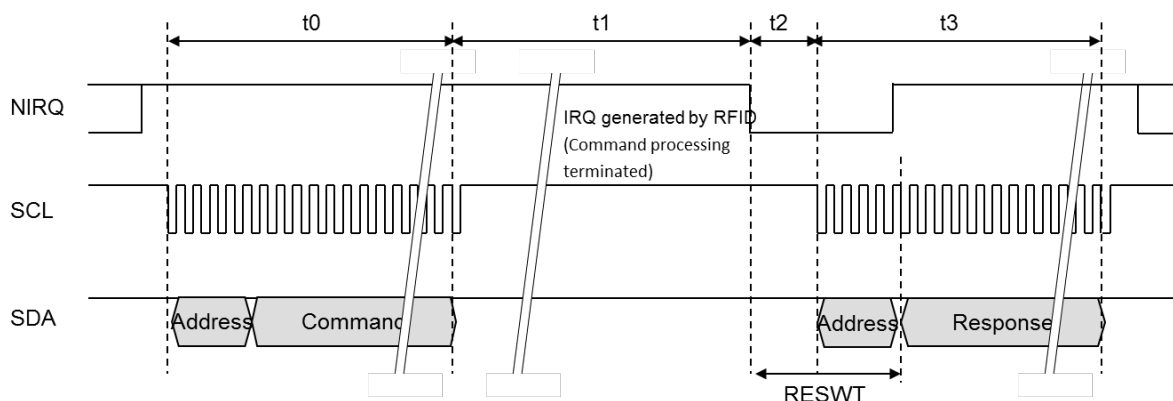 t0
t1
t2
t3
NIRQ
IRQ generated by RFID
(Command processing
terminated)
SCL
SDA
Address
Command
Address
Response
RESWT